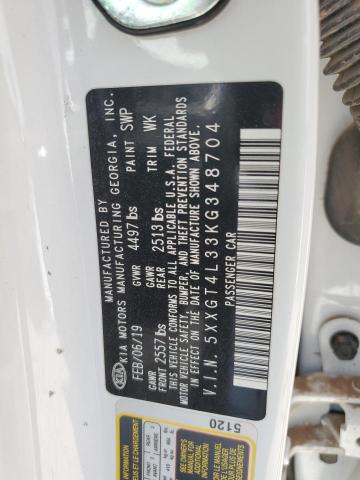 KIA MANUFACTURED BY
KIA MOTORS MANUFACTURING GEORGIA, INC.
FEB/06/19 GVWR 4497lbs PAINT SWP
GAWR FRONT 2557lbs GAWR REAR 2513lbs TRIM WK
THIS VEHICLE CONFORMS TO ALL APPLICABLE U.S.A. FEDERAL
MOTOR VEHICLE SAFETY, BUMPER, AND THEFT PREVENTION STANDARDS
IN EFFECT ON THE DATE OF MANUFACTURE SHOWN ABOVE.
V.I.N. 5XXGT4L33KG348704
PASSENGER CAR
5120